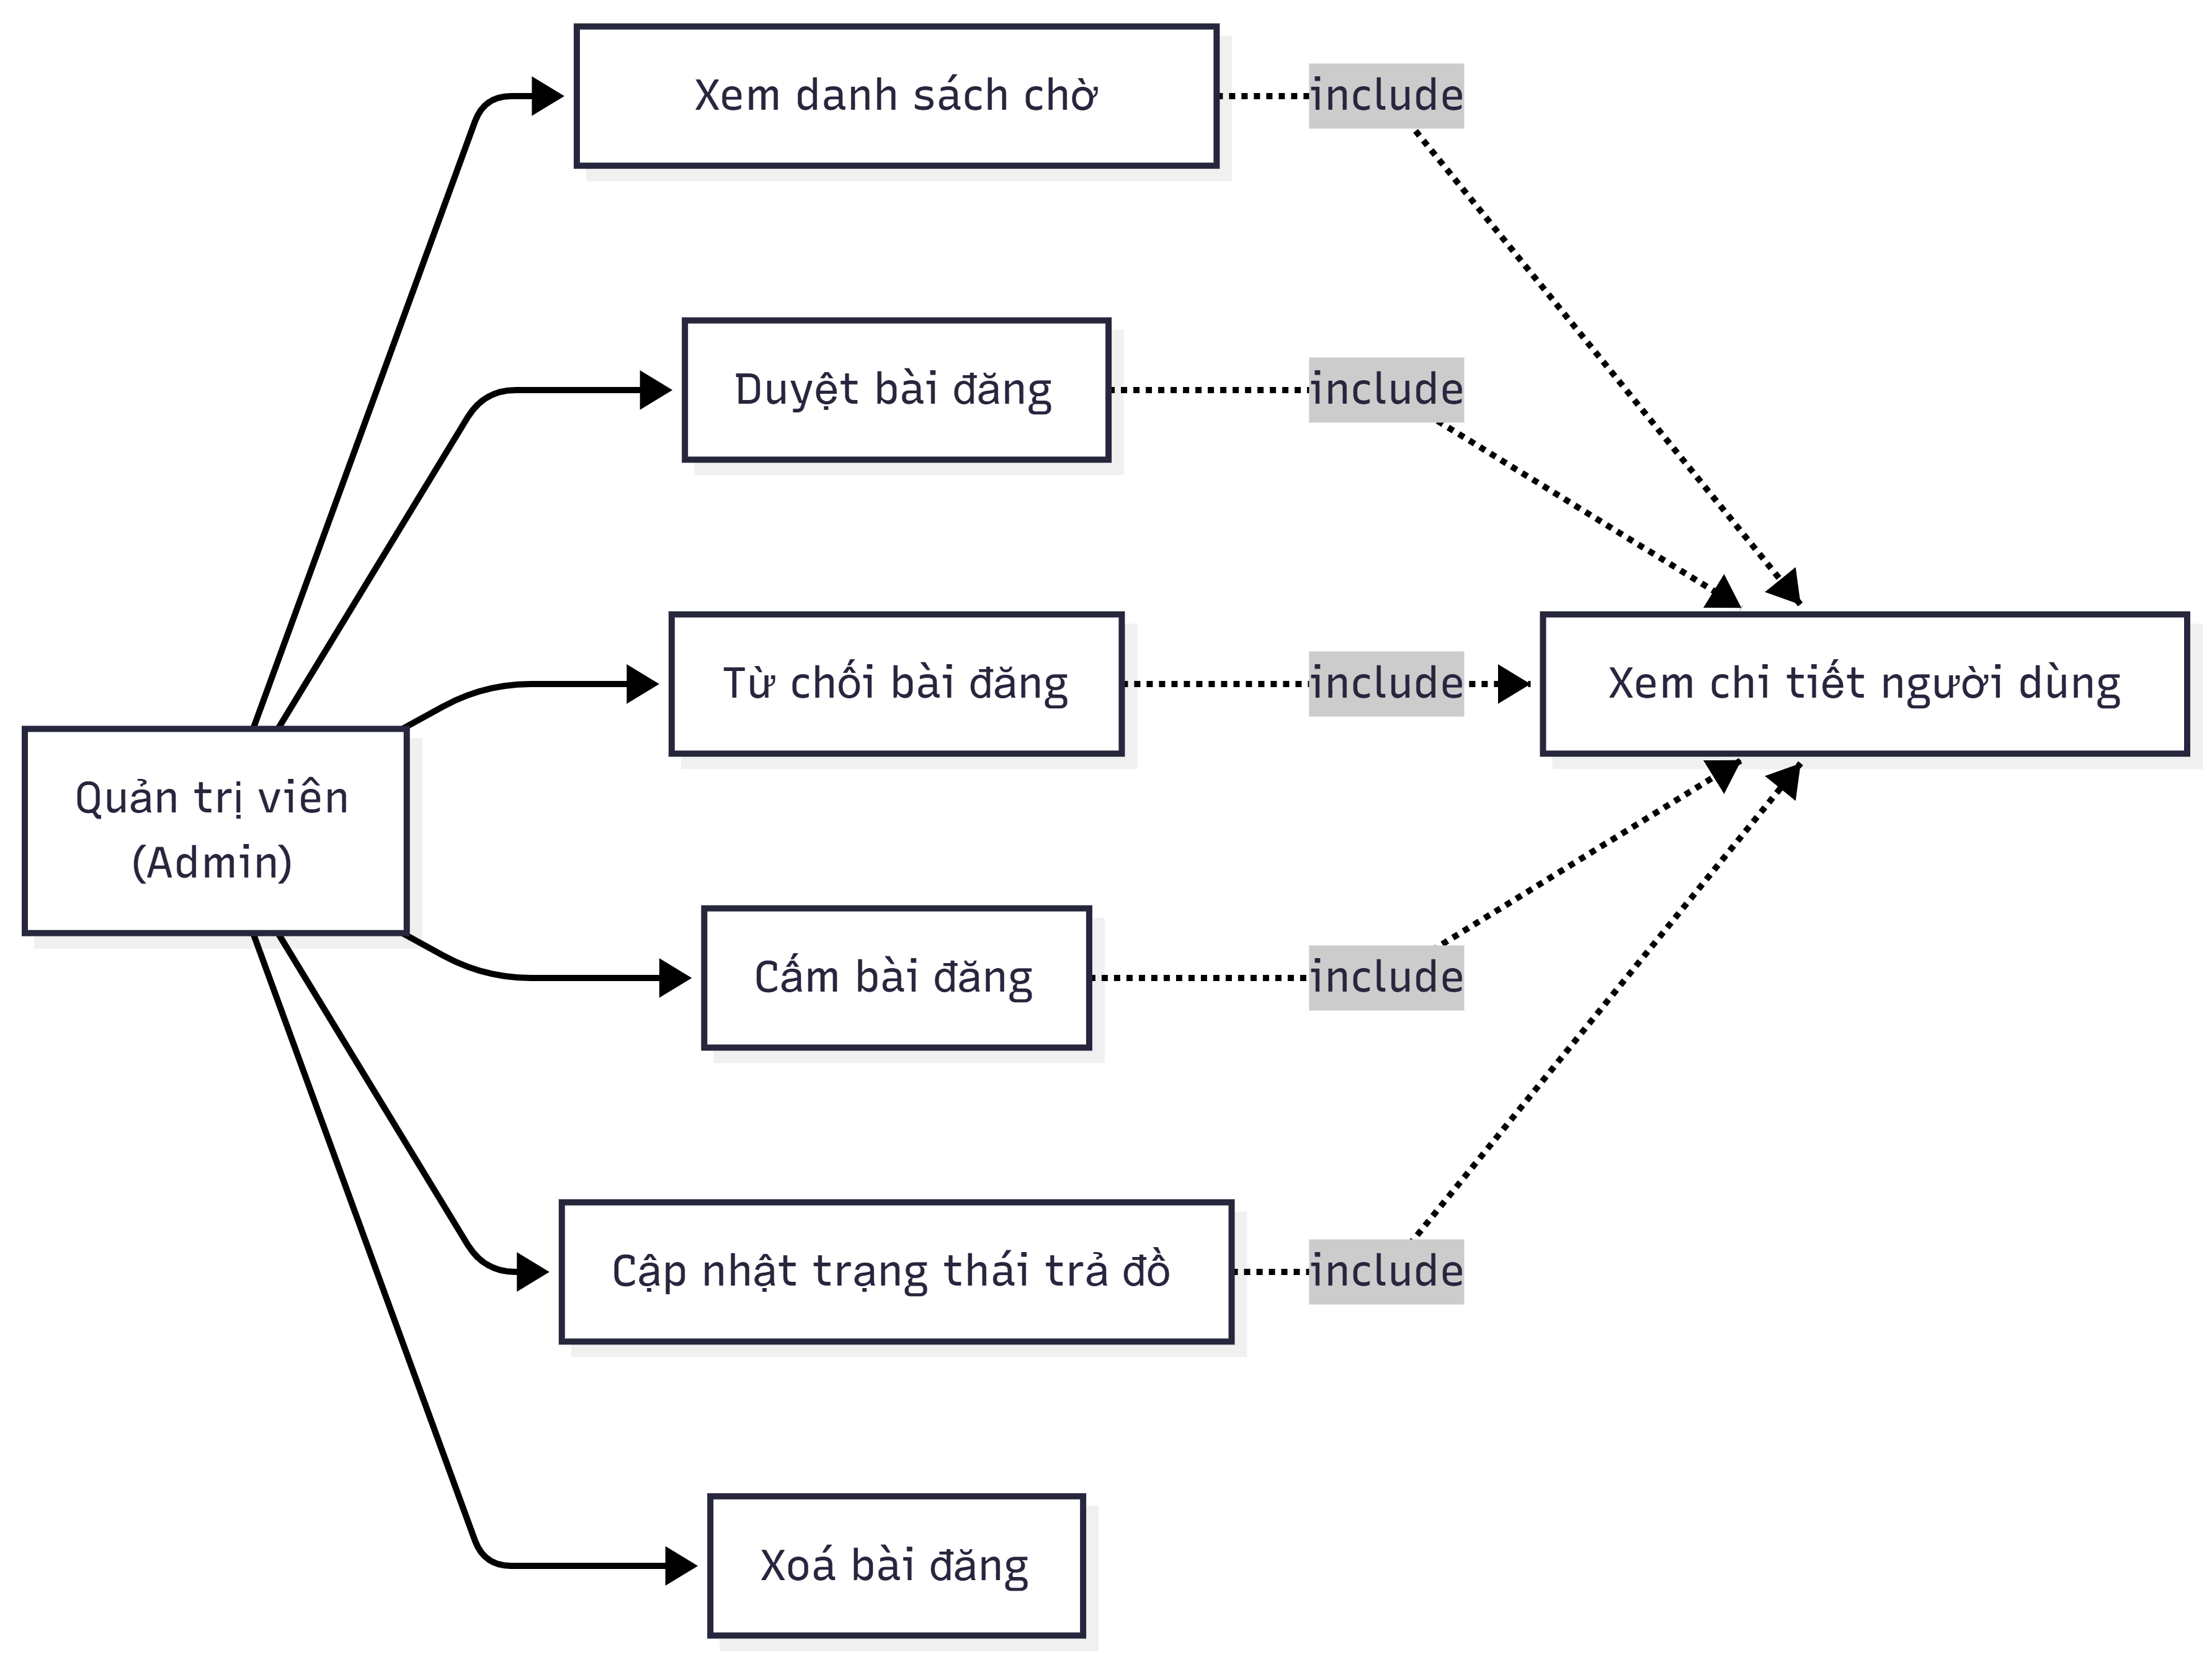 Xem danh sách chờ
include
Duyệt bài đăng
include
Từ chối bài đăng
include
Xem chi tiết người dùng
Quản trị viên
(Admin)
Cấm bài đăng
include
Cập nhật trạng thái trả đồ
include
Xoá bài đăng